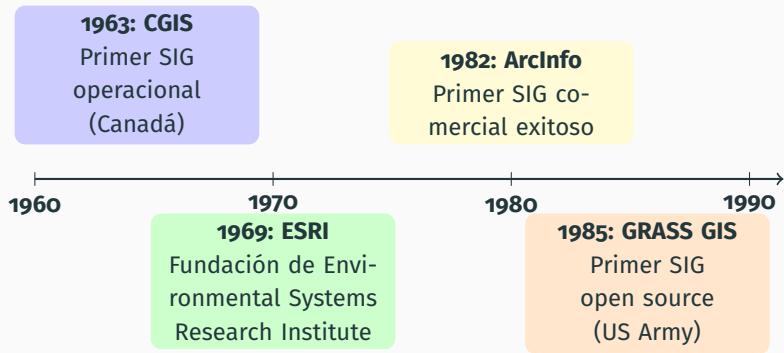 1963: CGIS
Primer SIG
operacional
(Canadá)
1982: ArcInfo
Primer SIG co-
mercial exitoso
1960
1970
1980
1990
1969: ESRI
Fundación de Envi-
ronmental Systems
Research Institute
1985: GRASS GIS
Primer SIG
open source
(US Army)